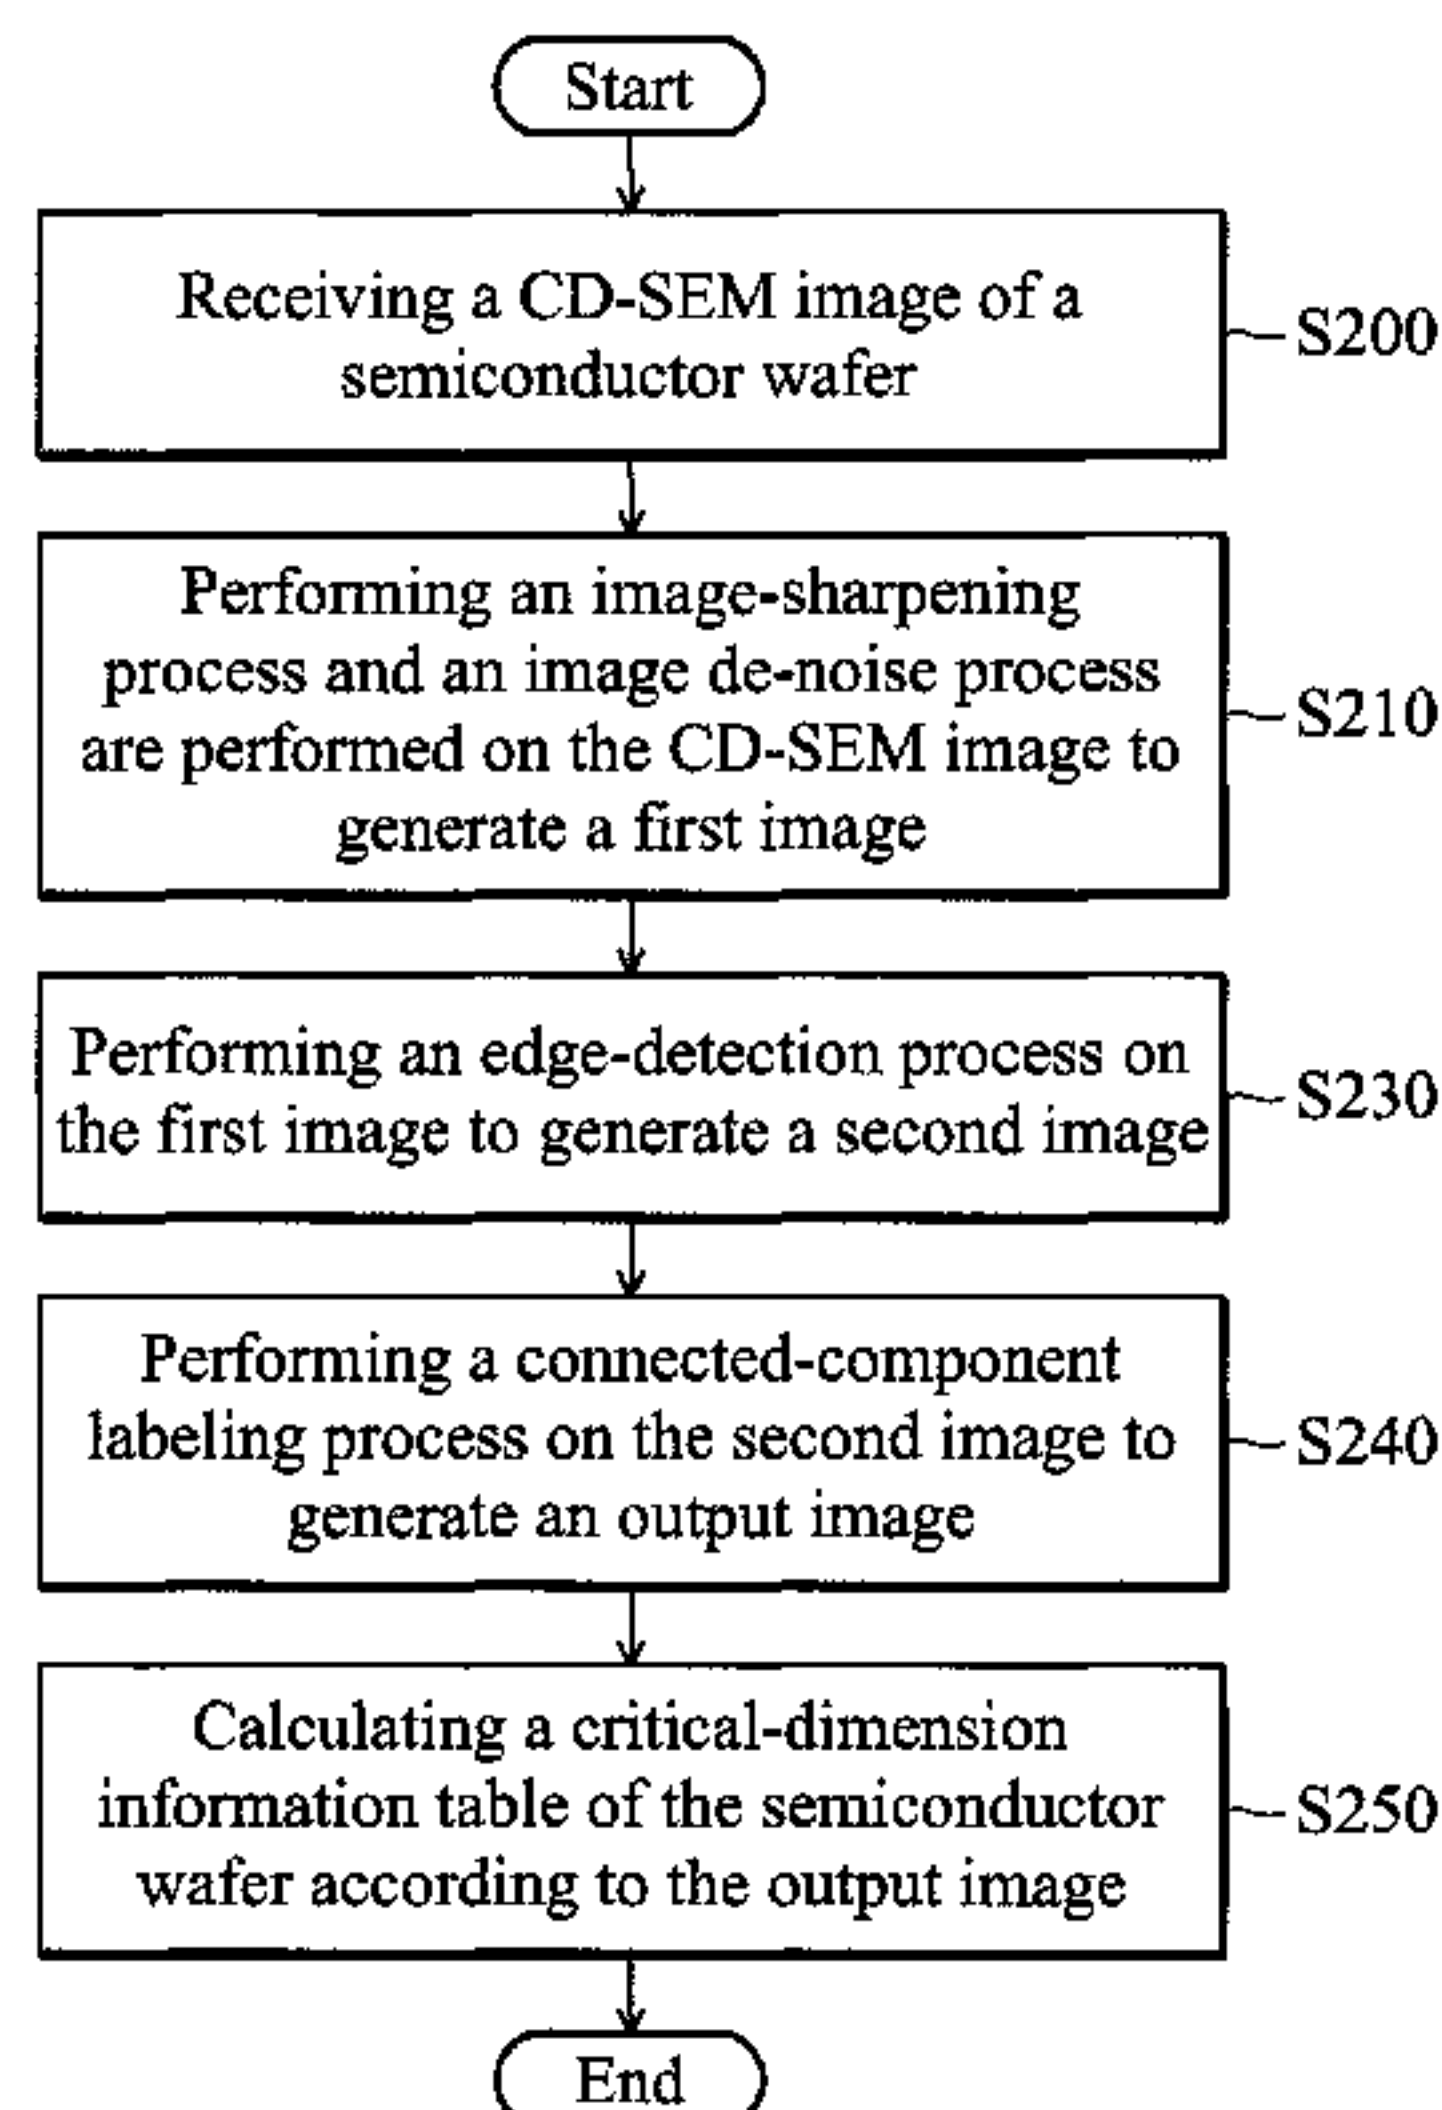 Start
Receiving a CD-SEM image of a
semiconductor wafer
S200
Performing an image-sharpening
process and an image de-noise process
are performed on the CD-SEM image to
generate a first image
S210
Performing an edge-detection process on
the first image to generate a second image
S230
Performing a connected-component
labeling process on the second image to
generate an output image
S240
Calculating a critical-dimension
information table of the semiconductor
wafer according to the output image
S250
End